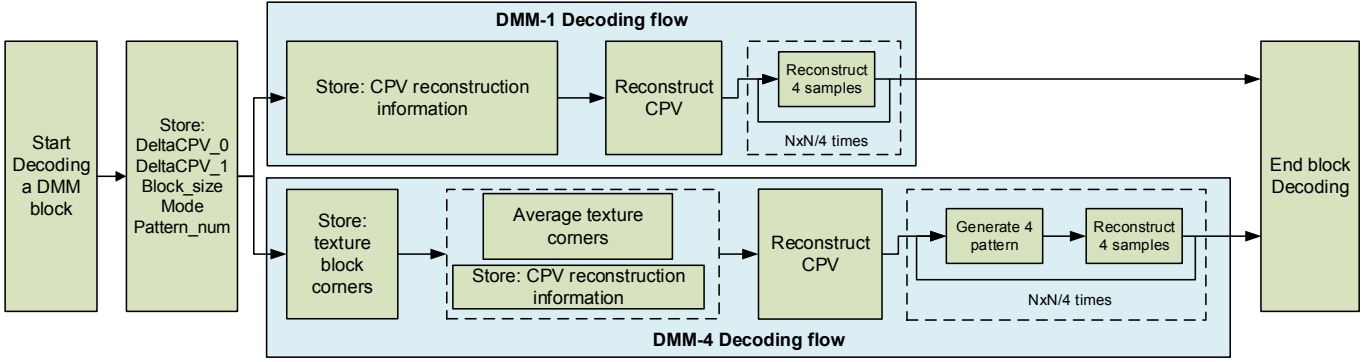 Start
Decoding
a DMM
block
Store:
DeltaCPV_0
DeltaCPV_1
Block_size
Mode
Pattern_num
DMM-1 Decoding flow
Store: CPV reconstruction
information
Reconstruct
CPV
Reconstruct
4 samples
NxN/4 times
Store:
texture
block
corners
Average texture
corners
Store: CPV reconstruction
information
Reconstruct
CPV
Generate 4
pattern
Reconstruct
4 samples
NxN/4 times
DMM-4 Decoding flow
End block
Decoding